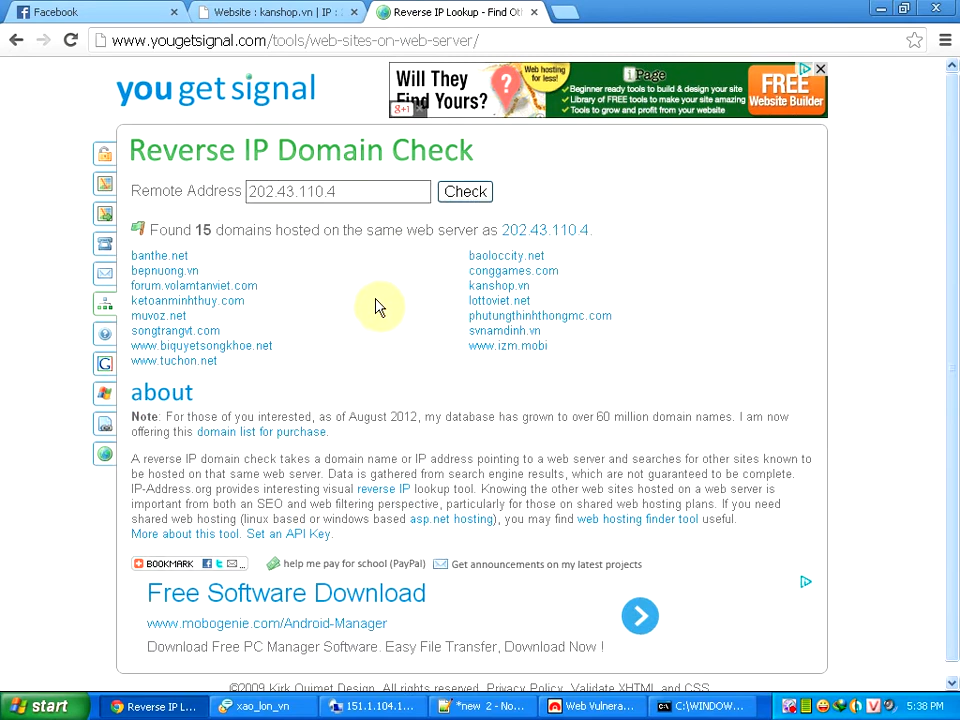 Facebook
Website : kanshop.vn | IP :
Reverse IP Lookup - Find Ot
www.yougetsignal.com/tools/web-sites-on-web-server/
you get signal
Will They Find Yours?
g+1
Web hosting for less!
iPage
Beginner ready tools to build & design your site
Library of FREE tools to make your site amazing
Tools to grow and profit from your website
FREE Website Builder
Reverse IP Domain Check
Remote Address 202.43.110.4 Check
Found 15 domains hosted on the same web server as 202.43.110.4.
banthe.net baoloccity.net
bepnuong.vn conggames.com
forum.volamtanviet.com kanshop.vn
ketoanminhthuy.com lottoviet.net
muvoz.net phutungthinhthongmc.com
songtrangvt.com svnamdinh.vn
www.biquyetsongkhoe.net www.izm.mobi
www.tuchon.net
about
Note: For those of you interested, as of August 2012, my database has grown to over 60 million domain names. I am now
offering this domain list for purchase.
A reverse IP domain check takes a domain name or IP address pointing to a web server and searches for other sites known to
be hosted on that same web server. Data is gathered from search engine results, which are not guaranteed to be complete.
IP-Address.org provides interesting visual reverse IP lookup tool. Knowing the other web sites hosted on a web server is
important from both an SEO and web filtering perspective, particularly for those on shared web hosting plans. If you need
shared web hosting (linux based or windows based asp.net hosting), you may find web hosting finder tool useful.
More about this tool. Set an API Key.
BOOKMARK ... help me pay for school (PayPal) Get announcements on my latest projects
Free Software Download
www.mobogenie.com/Android-Manager
Download Free PC Manager Software. Easy File Transfer, Download Now !
©2009 Kirk Ouimet Design. All rights reserved. Privacy Policy. Validate XHTML and CSS.
start Reverse IP L... xao_lon_vn 151.1.104.1... *new 2 - No... Web Vulnera... C:\WINDOW... 5:38 PM